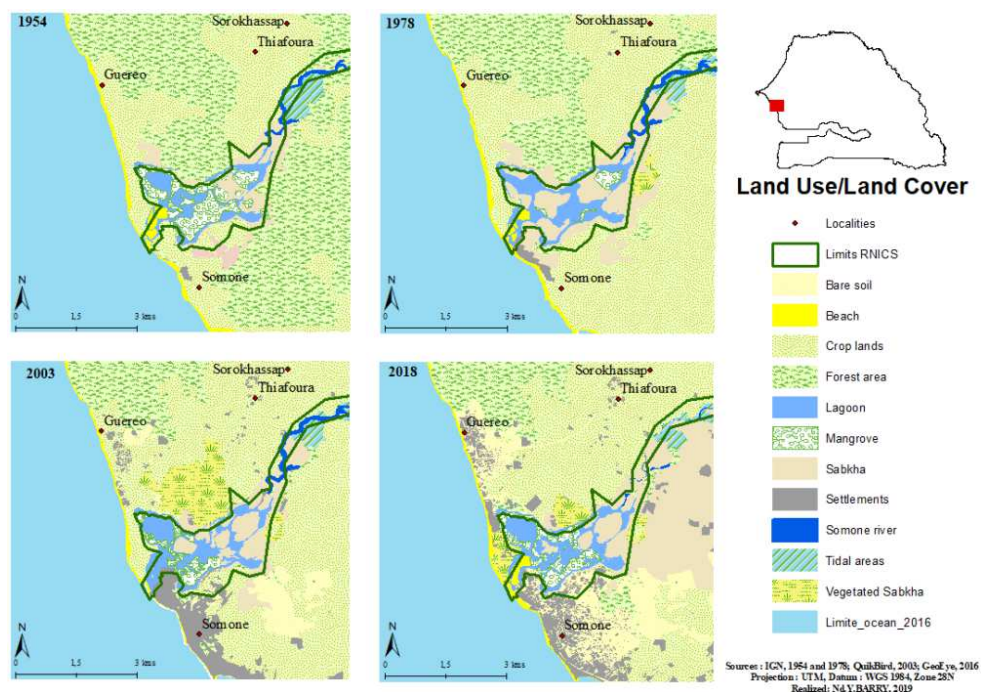 1954
Sorokhassap
Thiafoura
Guereo
Somone
N
0 1,5 3 kms
1978
Sorokhassap
Thiafoura
Guereo
Somone
N
0 1,5 3 kms
2003
Sorokhassap
Thiafoura
Guereo
Somone
N
0 1,5 3 kms
2018
Sorokhassap
Thiafoura
Guereo
Somone
N
0 1,5 3 kms
Land Use/Land Cover
Localities
Limits RNICS
Bare soil
Beach
Crop lands
Forest area
Lagoon
Mangrove
Sabkha
Settlements
Somone river
Tidal areas
Vegetated Sabkha
Limite_ocean_2016
Sources : IGN, 1954 and 1978; QuikBird, 2003; GeoEye, 2016
Projection : UTM, Datum : WGS 1984, Zone 28N
Realized: Nd.Y.BARRY, 2019